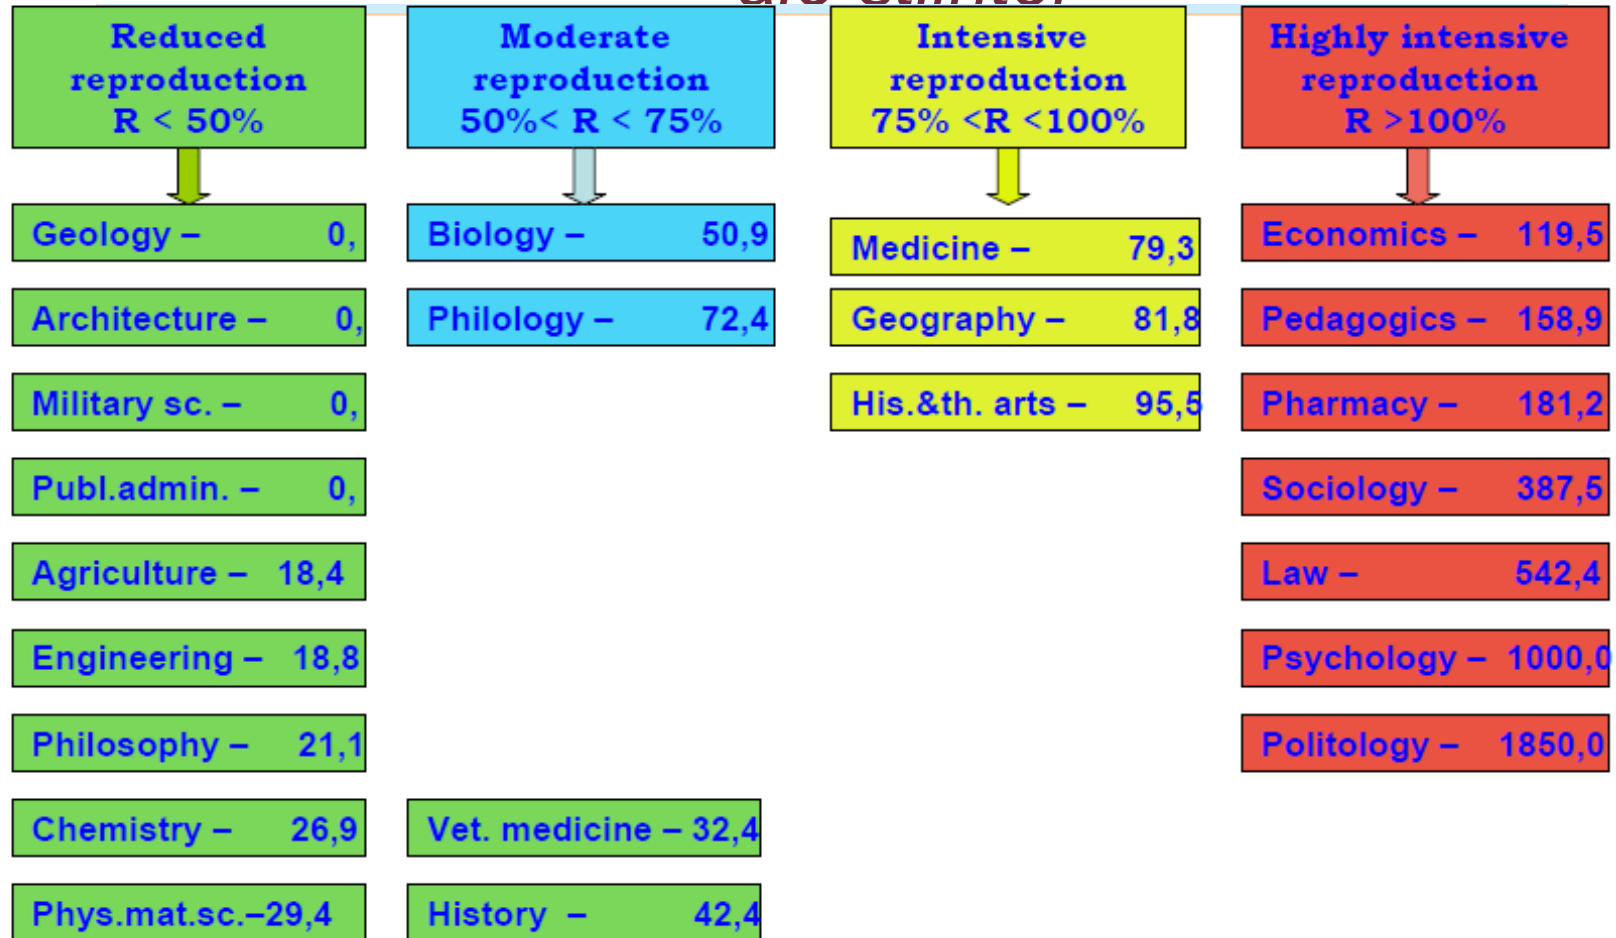 Reduced
reproduction
R < 50%
Geology – 0,
Architecture – 0,
Military sc. – 0,
Publ.admin. – 0,
Agriculture – 18,4
Engineering – 18,8
Philosophy – 21,1
Chemistry – 26,9
Phys.mat.sc.–29,4
Moderate
reproduction
50%< R < 75%
Biology – 50,9
Philology – 72,4
Vet. medicine – 32,4
History – 42,4
Intensive
reproduction
75% <R <100%
Medicine – 79,3
Geography – 81,8
His.&th. arts – 95,5
Highly intensive
reproduction
R >100%
Economics – 119,5
Pedagogics – 158,9
Pharmacy – 181,2
Sociology – 387,5
Law – 542,4
Psychology – 1000,0
Politology – 1850,0